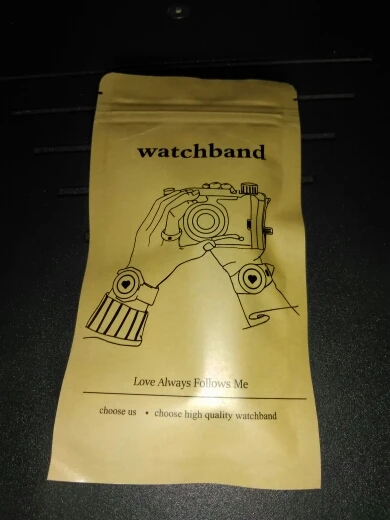 watchband
Love Always Follows Me
choose us • choose high quality watchband